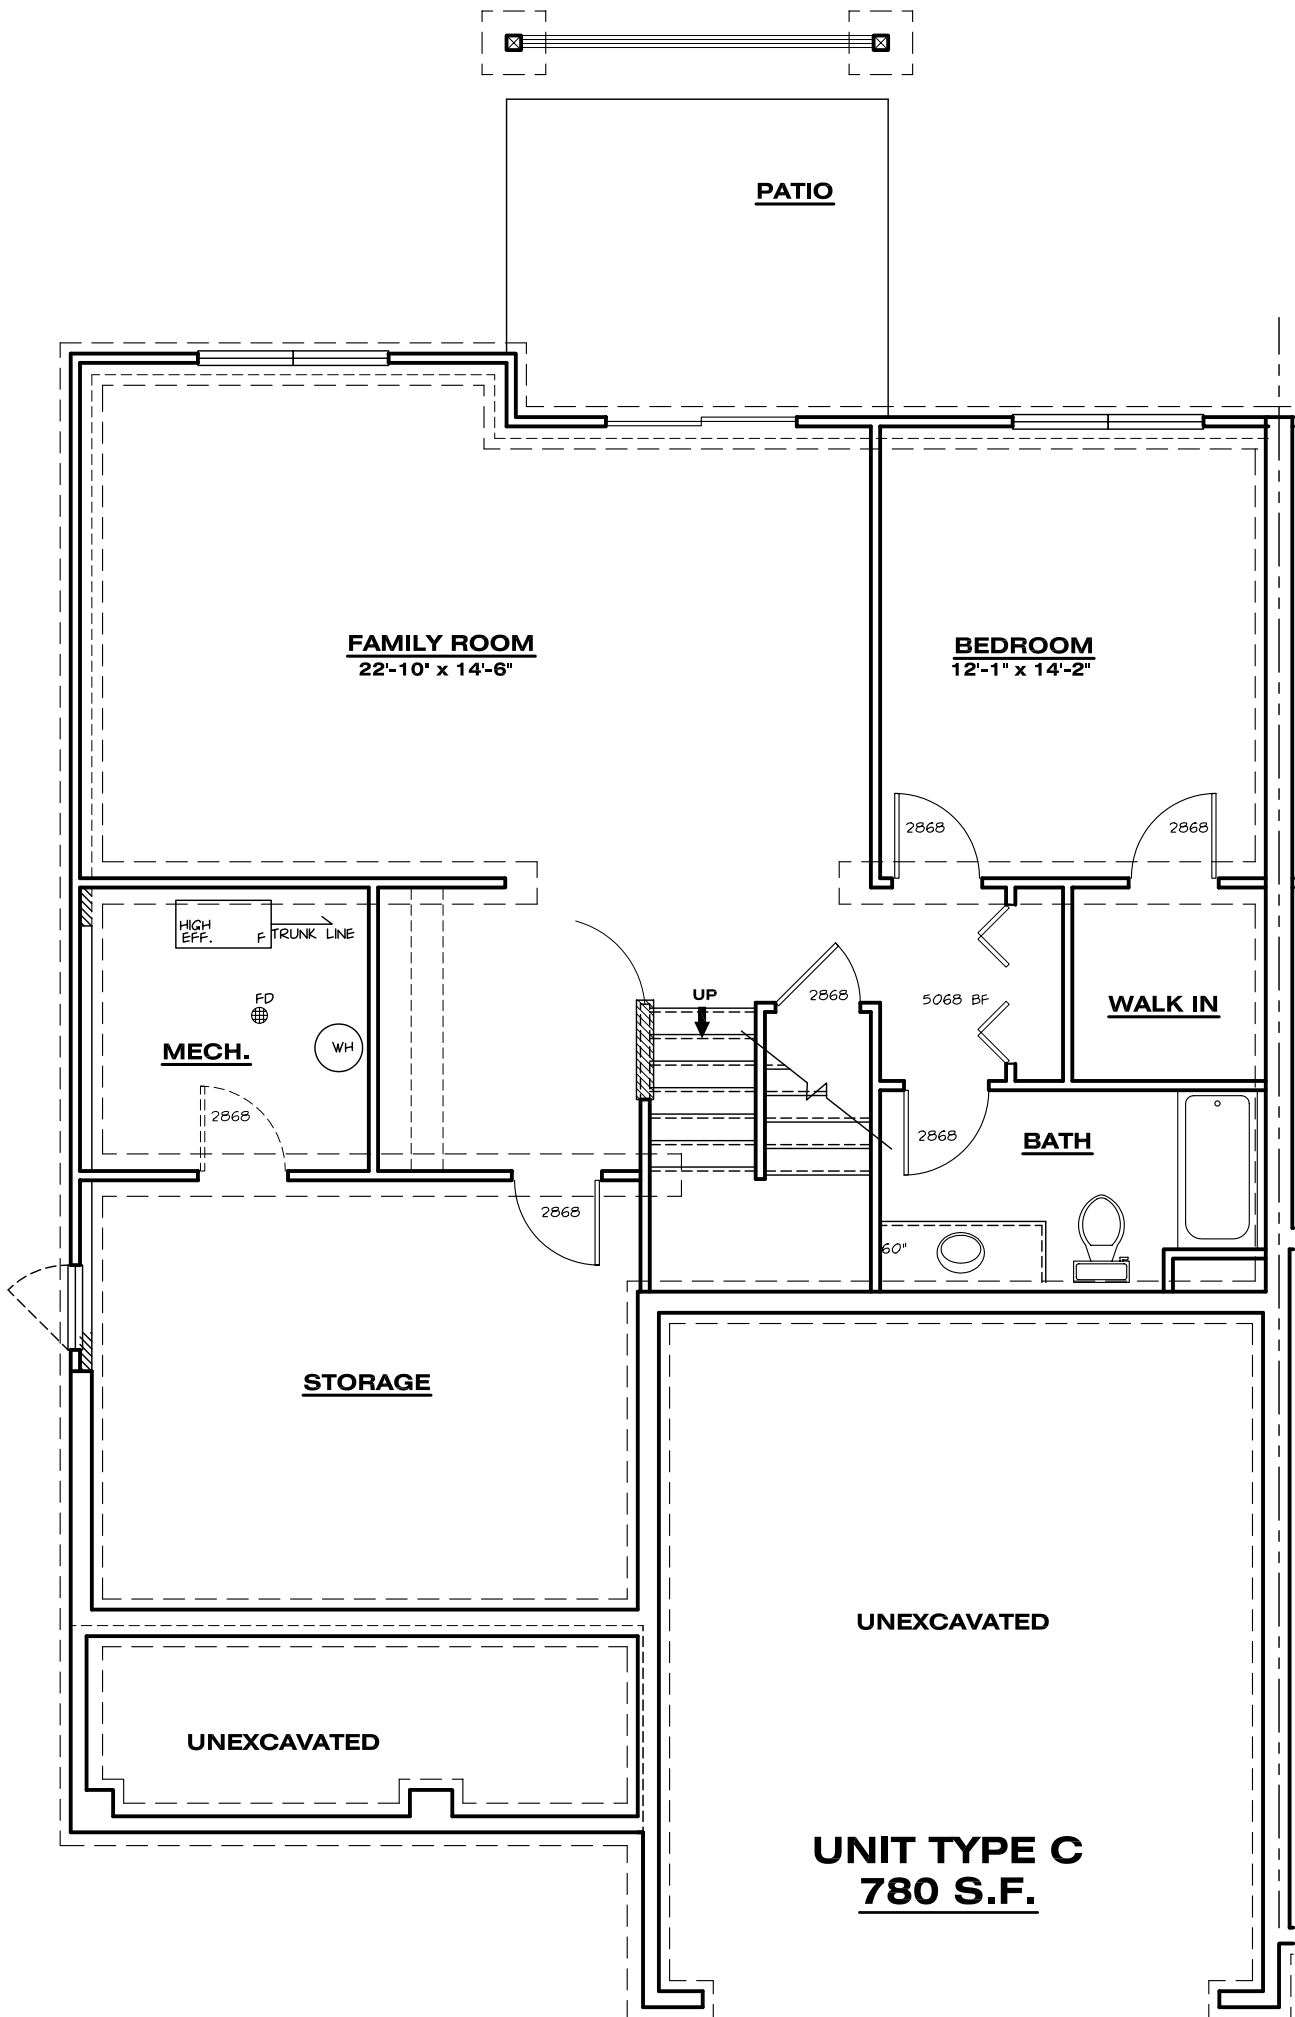 PATIO
FAMILY ROOM
22'-10" x 14'-6"
BEDROOM
12'-1" x 14'-2"
2868
2868
HIGH
EFF.
F
TRUNK LINE
FD
WH
MECH.
2868
UP
2868
5068 BF
WALK IN
2868
BATH
2868
60"
STORAGE
UNEXCAVATED
UNEXCAVATED
UNIT TYPE C
780 S.F.